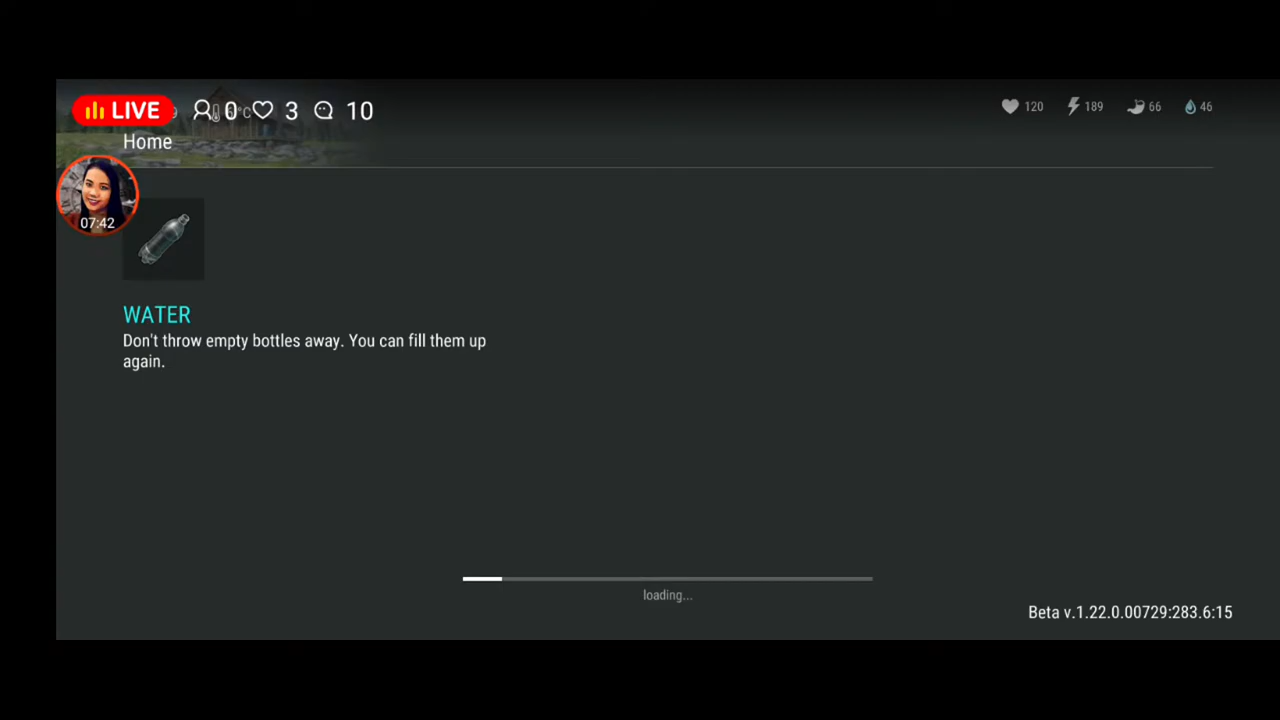 LIVE 0 3 10
120 189 66 46
Home
07:42
WATER
Don't throw empty bottles away. You can fill them up
again.
loading...
Beta v.1.22.0.00729:283.6:15